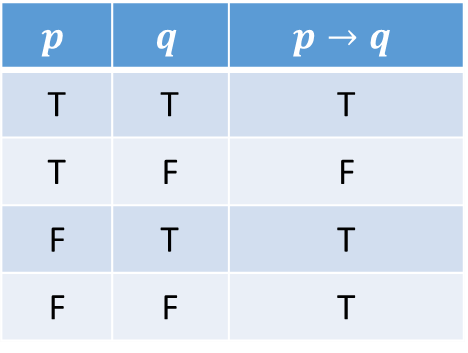 p q p → q
T T T
T F F
F T T
F F T